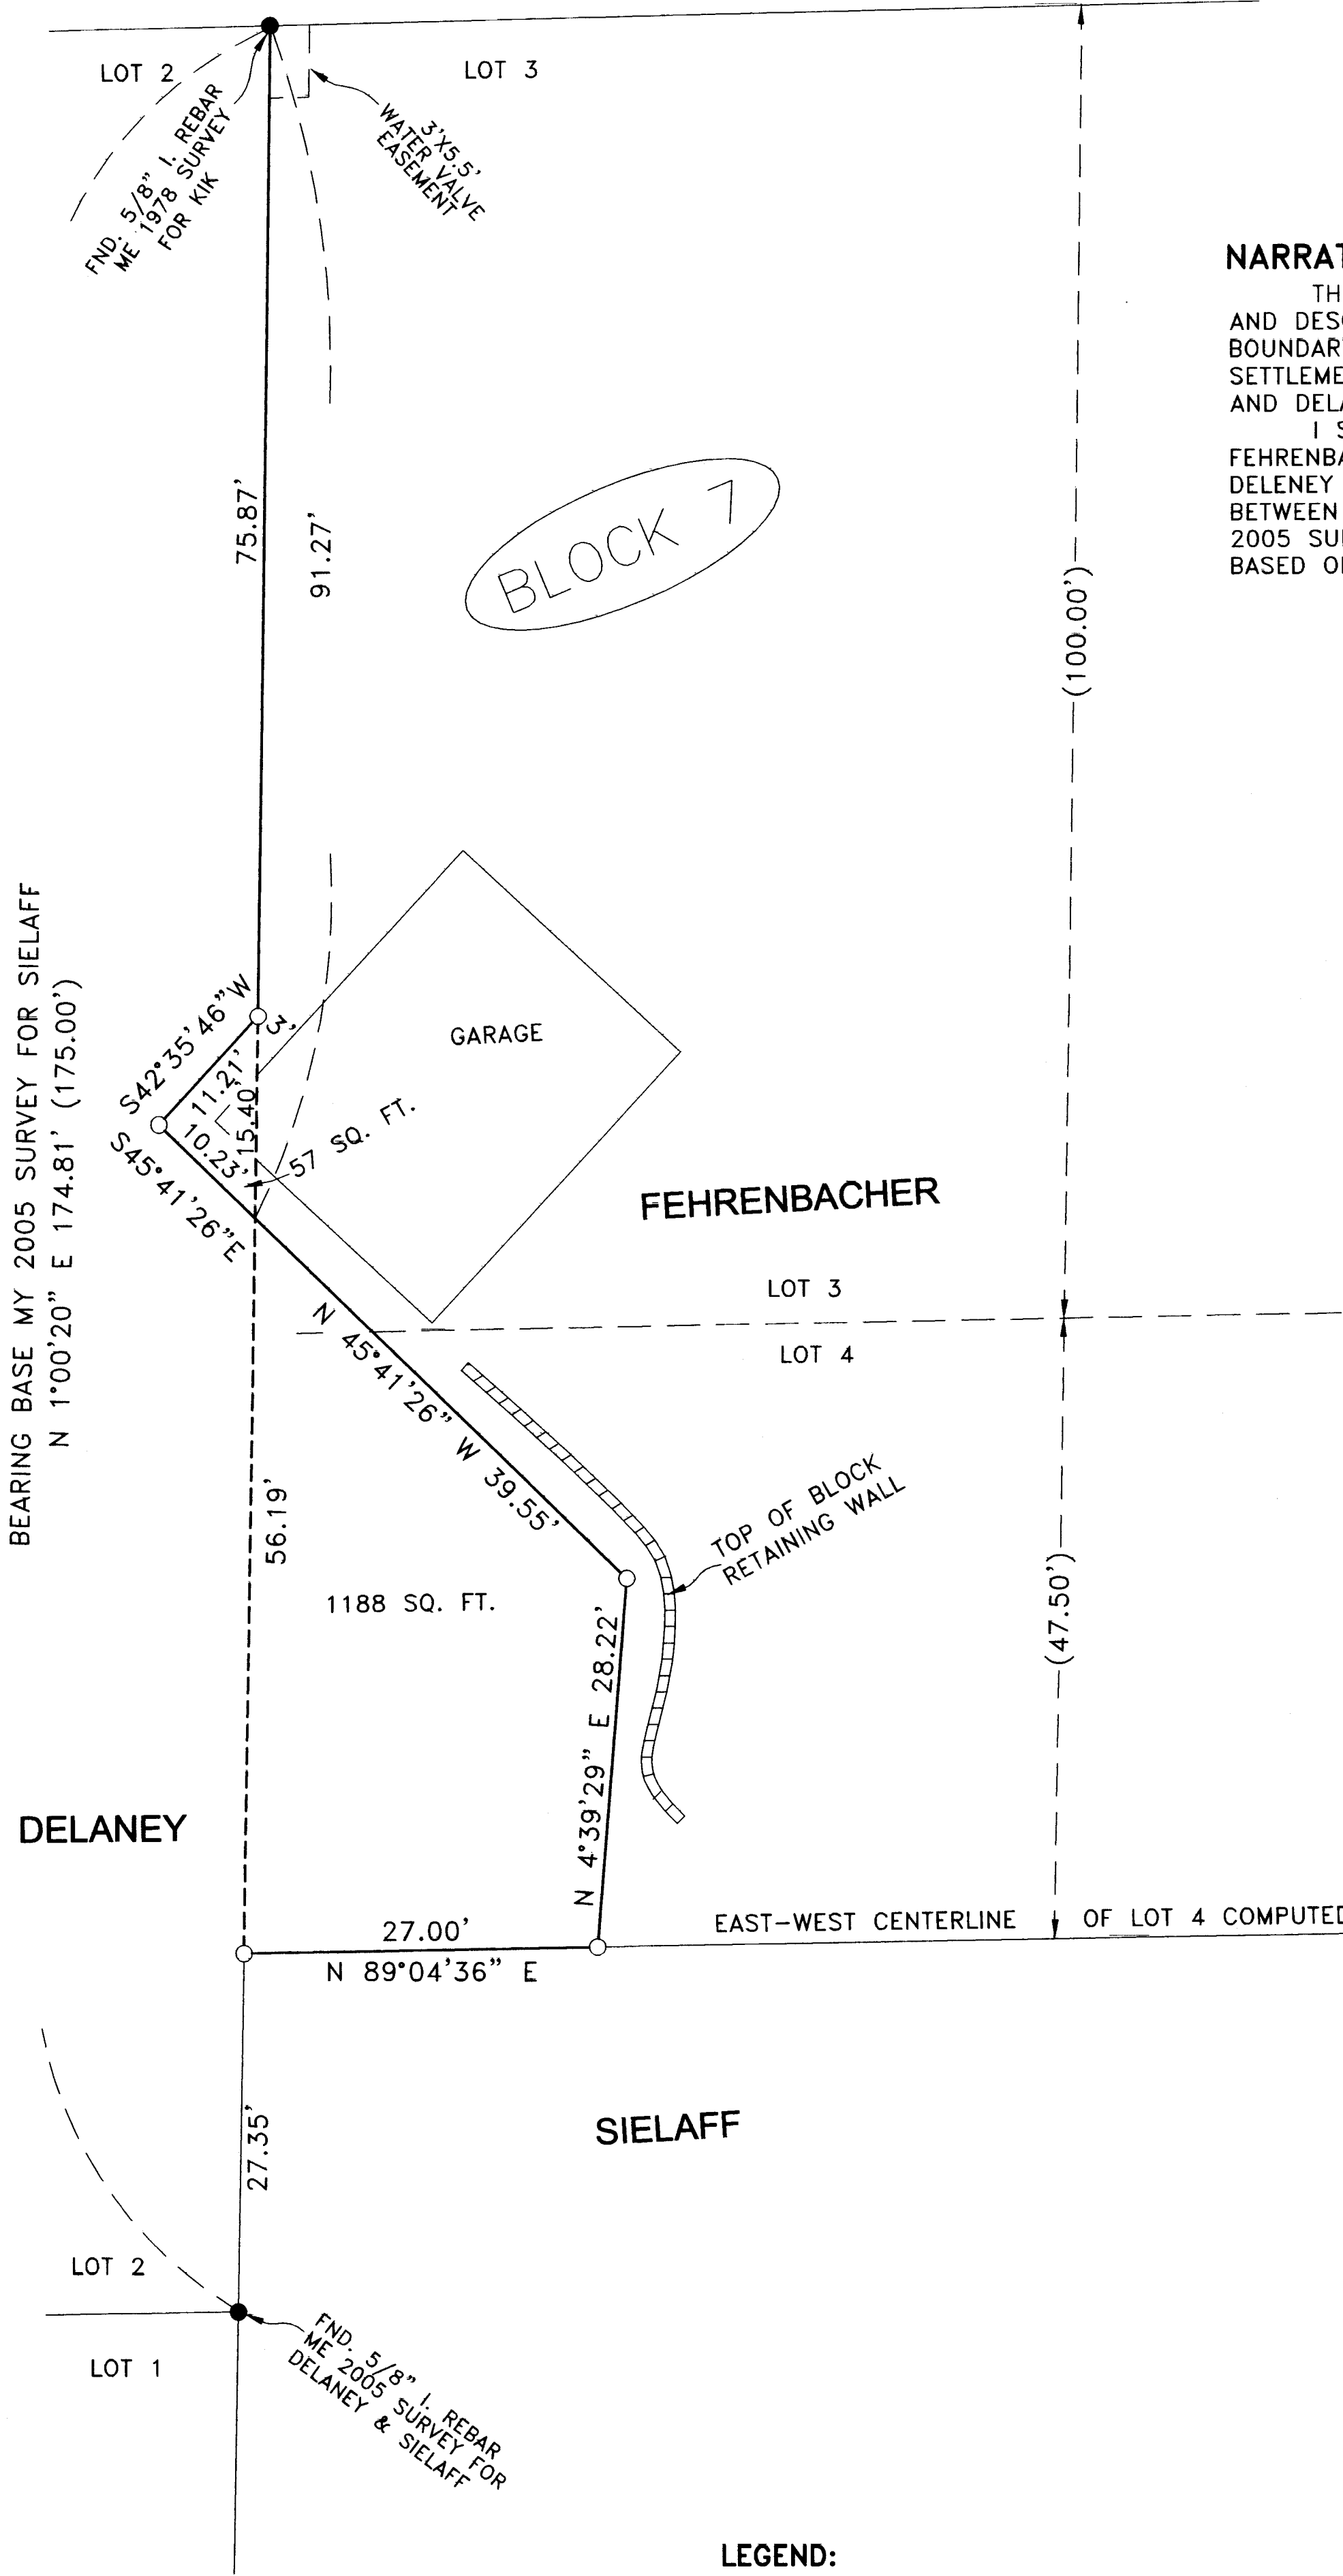 LOT 2
LOT 3
FND. 5/8" I. REBAR
ME 1978 SURVEY
FOR KIK
3'X5.5'
WATER VALVE
EASEMENT
NARRAT
TH
AND DES
BOUNDAR
SETTLEME
AND DELA
I S
FEHRENBA
DELENEY
BETWEEN
2005 SU
BASED O
75.87'
91.27'
BLOCK 7
(100.00')
BEARING BASE MY 2005 SURVEY FOR SIELAFF
N 1°00'20" E 174.81' (175.00')
S42°35'46"W
3'
11.21'
15.40'
10.23'
S45°41'26"E
57 SQ. FT.
GARAGE
FEHRENBACHER
LOT 3
LOT 4
N 45°41'26" W 39.55'
TOP OF BLOCK
RETAINING WALL
56.19'
1188 SQ. FT.
N 4°39'29" E 28.22'
(47.50')
DELANEY
27.00'
N 89°04'36" E
EAST-WEST CENTERLINE OF LOT 4 COMPUTED
27.35'
SIELAFF
LOT 2
LOT 1
FND. 5/8" I. REBAR
ME 2005 SURVEY FOR
DELANEY & SIELAFF
LEGEND: